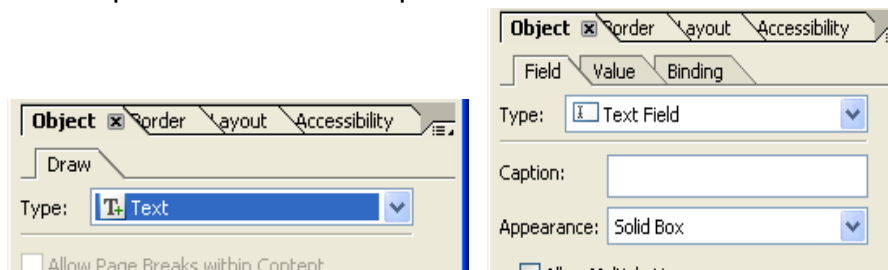 Object Border Layout Accessibility
Draw
Type: Text
Allow Page Breaks within Content
Object Border Layout Accessibility
Field Value Binding
Type: Text Field
Caption:
Appearance: Solid Box